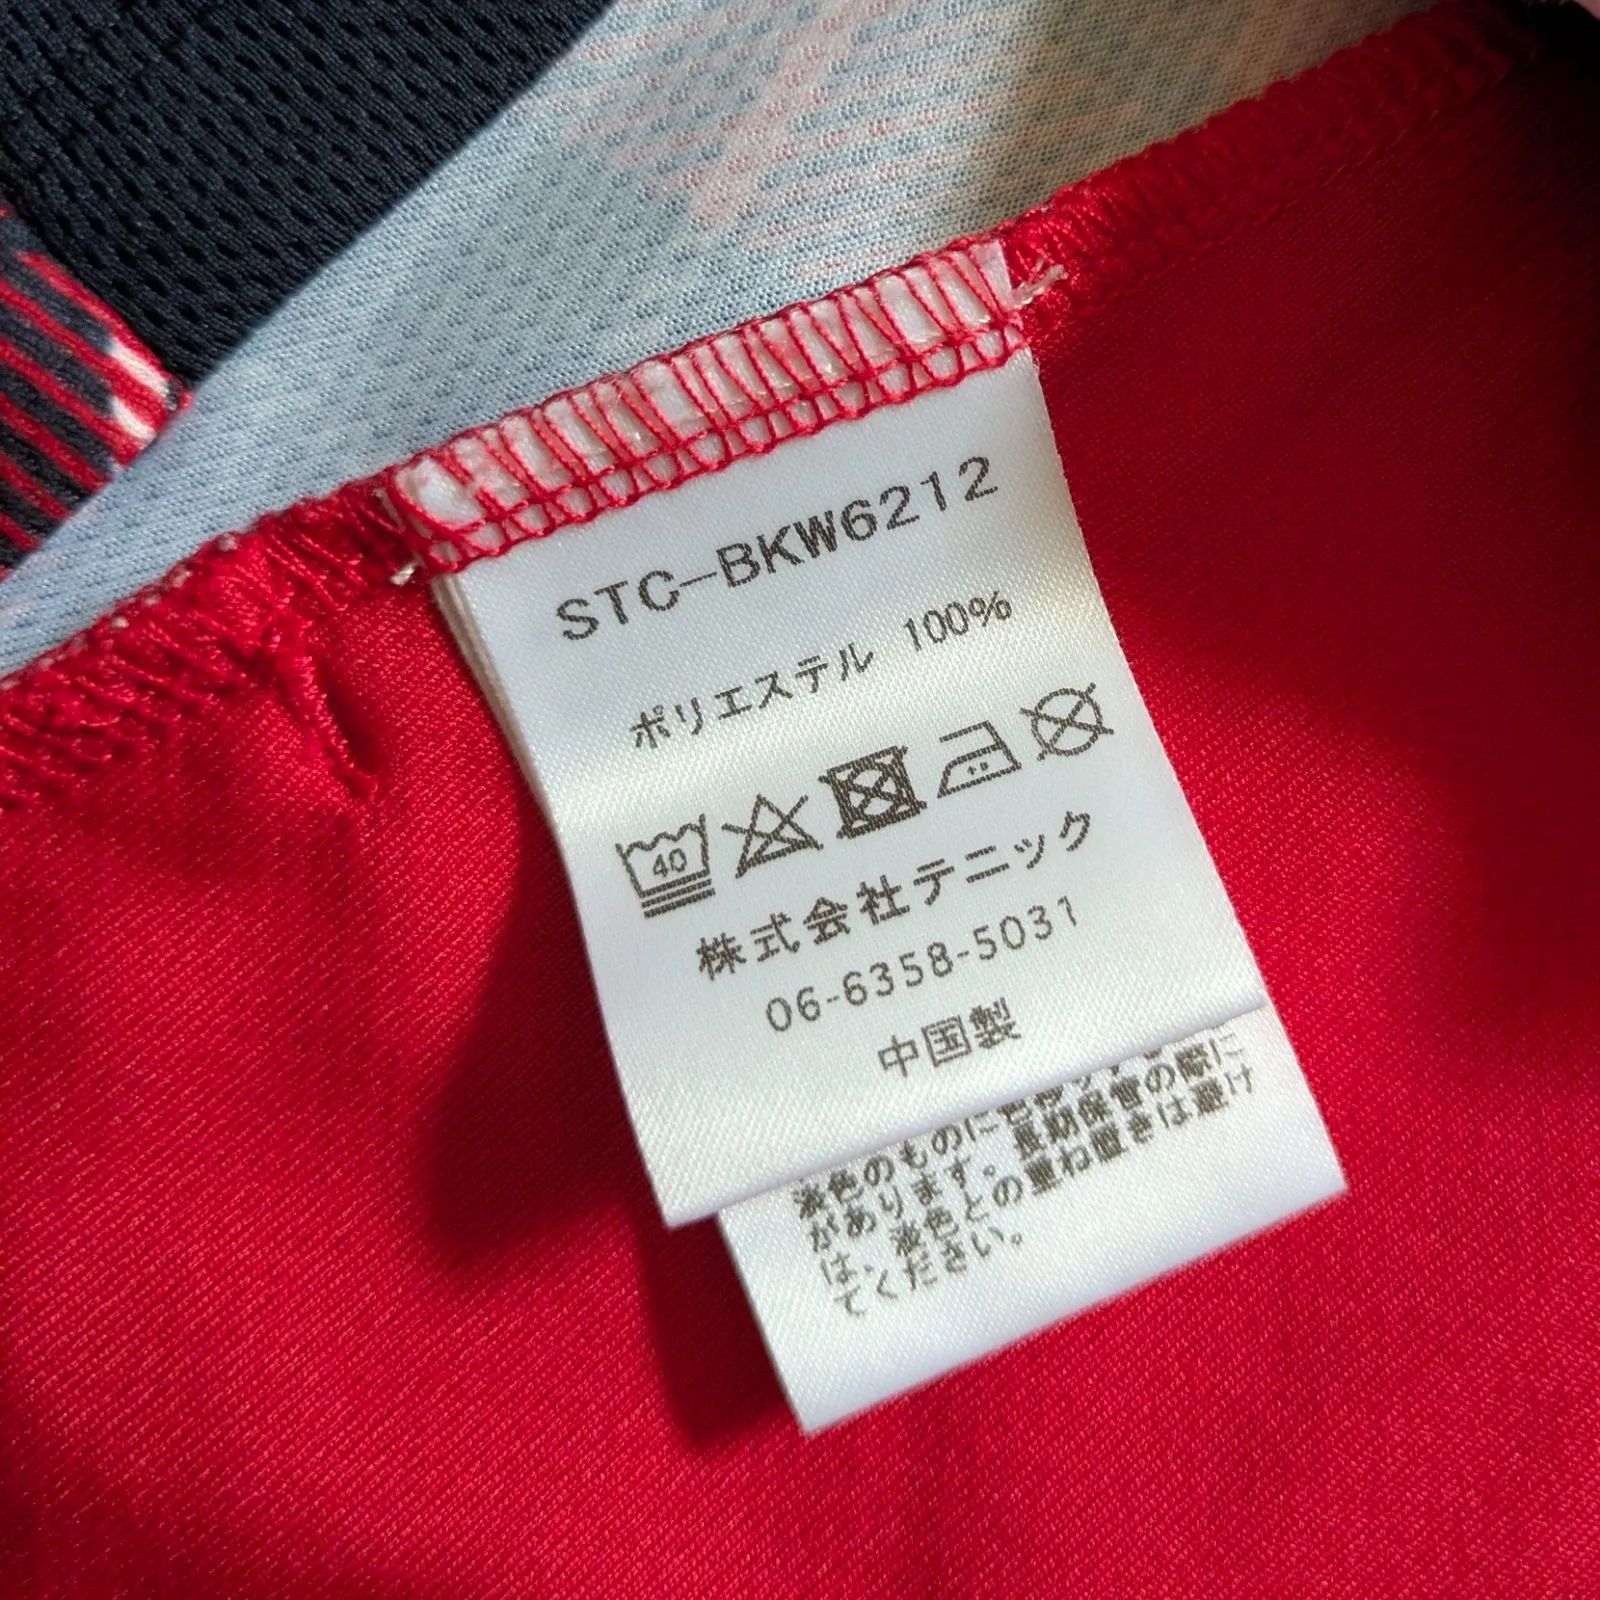 STC-BKW6212
ポリエステル 100%
40
株式会社テニック
06-6358-5031
中国製
淡色のものに色移り
があります。長期保管の際に
は、淡色との重ね置きは避け
てください。